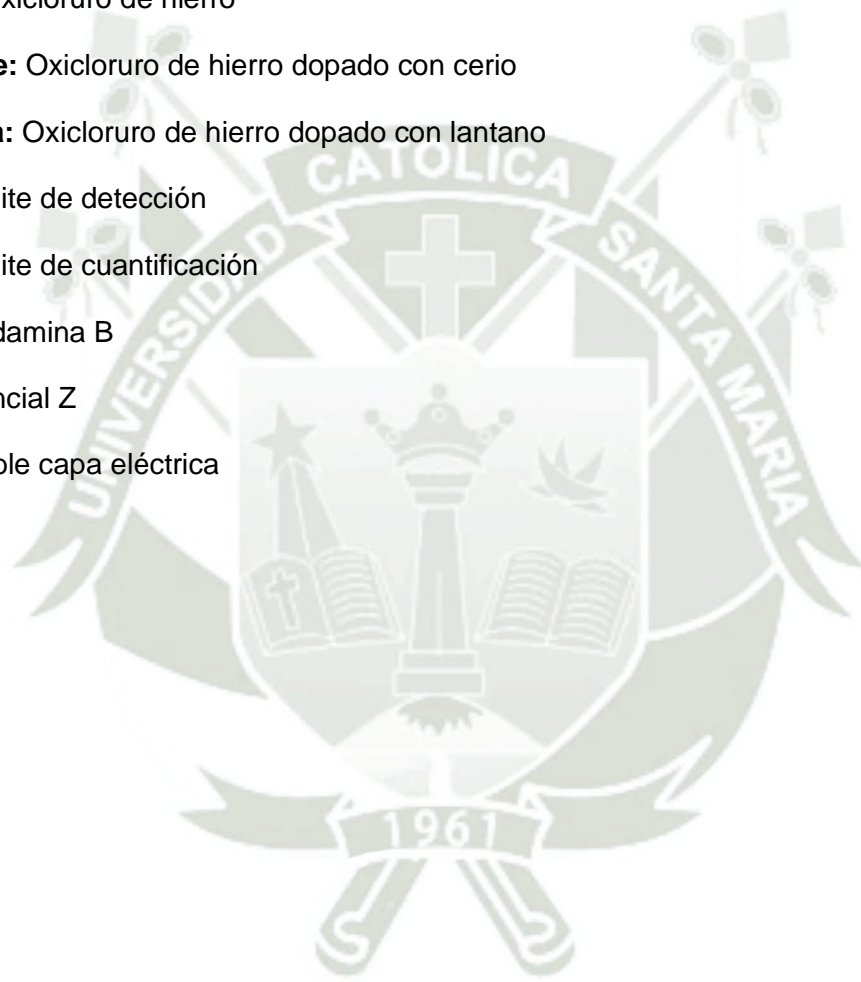 xicloruro de hierro
e: Oxicloruro de hierro dopado con cerio
a: Oxicloruro de hierro dopado con lantano
ite de detección
ite de cuantificación
damina B
ncial Z
ole capa eléctrica
UNIVERSIDAD CATOLICA SANTA MARIA
1961